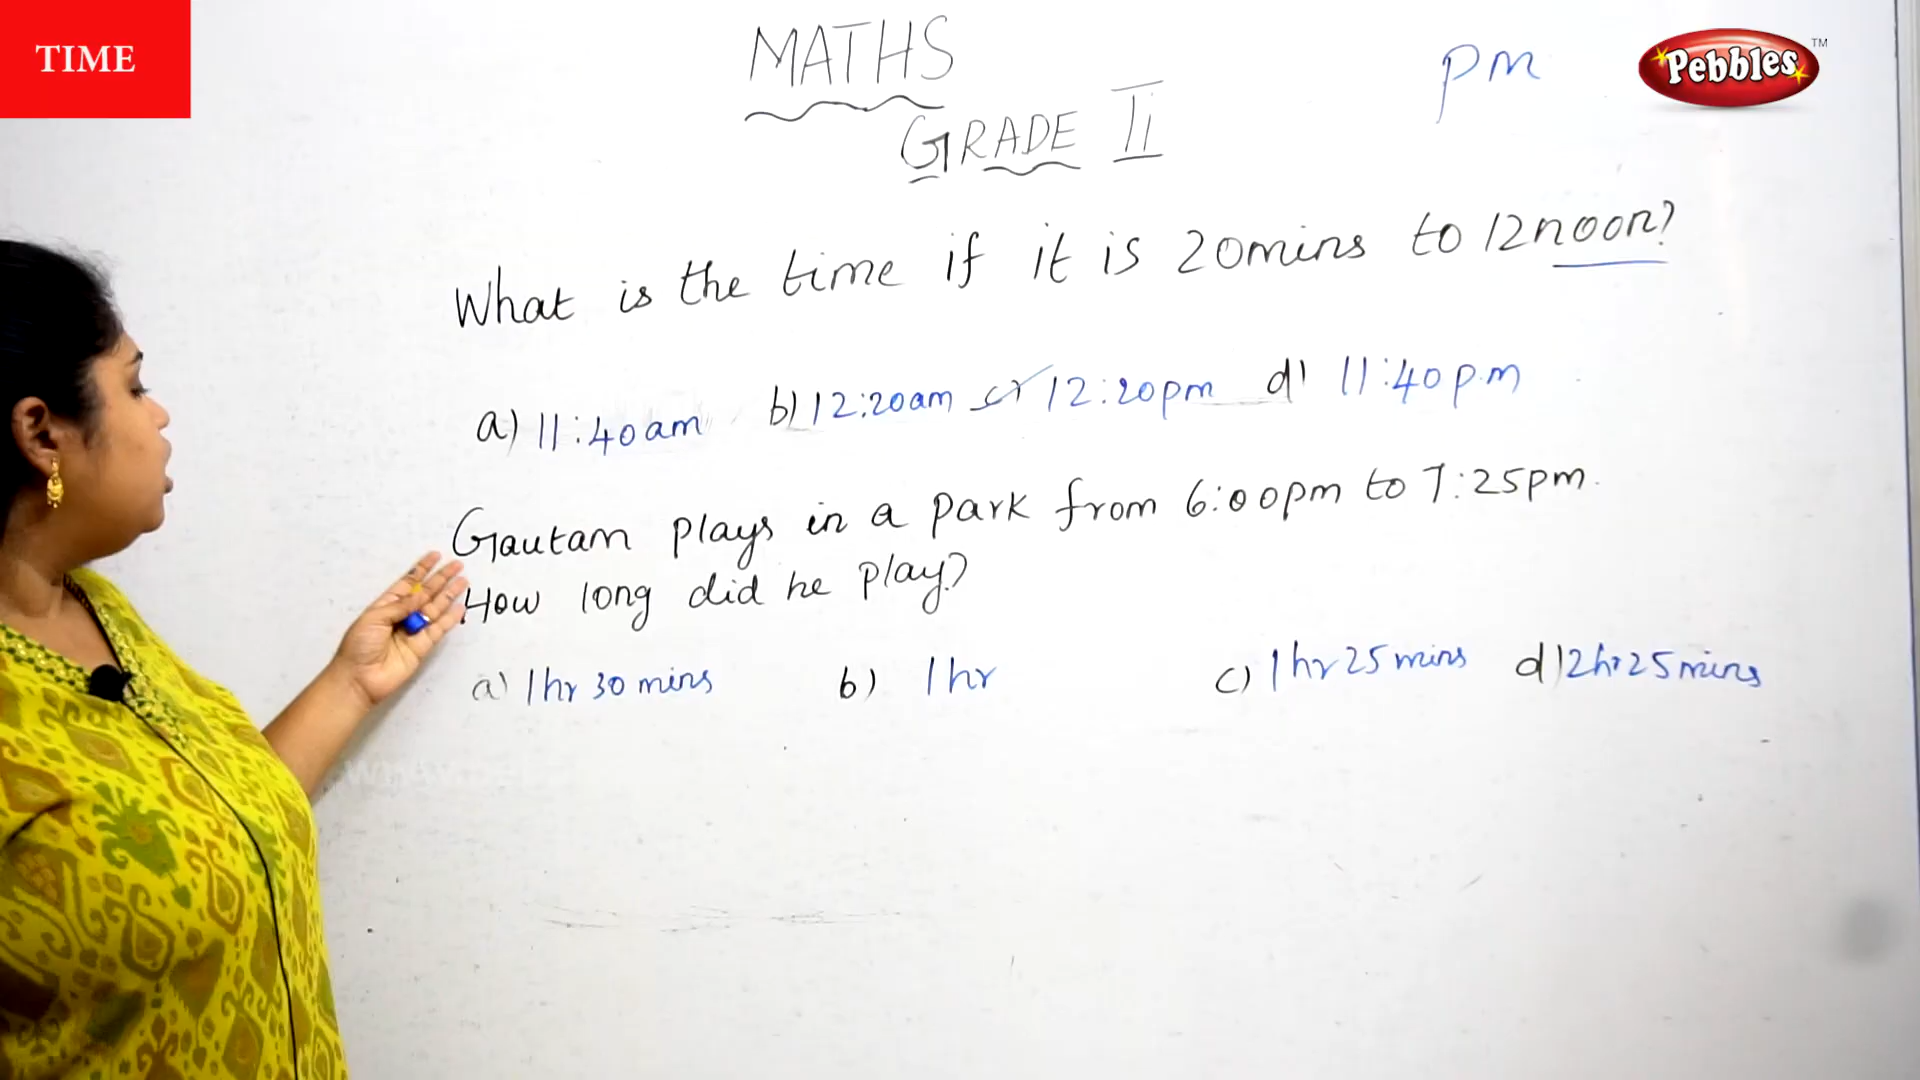 TIME
MATHS
pm
Pebbles™
GRADE II
What is the time if it is 20mins to 12noon?
a) 11:40am b) 12:20am c) 12:20pm d) 11:40p.m
Gautam plays in a park from 6:00pm to 7:25pm.
How long did he play?
a) 1hr 30 mins b) 1hr c) 1hr 25 mins d) 2hr 25 mins